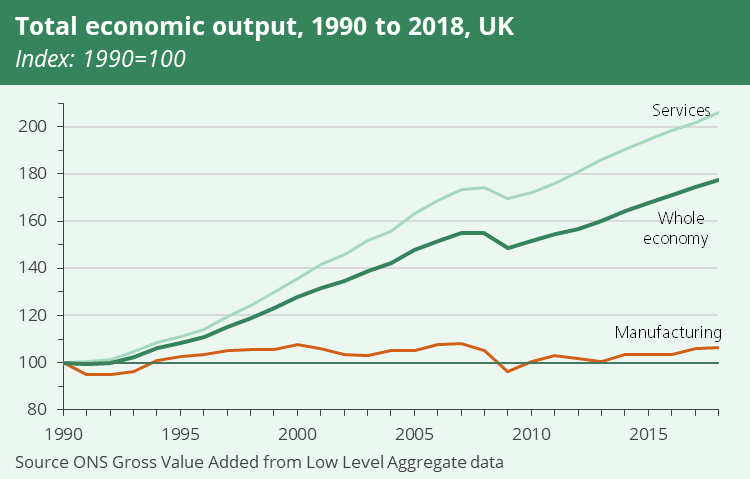 Total economic output, 1990 to 2018, UK
Index: 1990=100
Services
200
180
160
Whole
economy
140
120
Manufacturing
100
80
1990 1995 2000 2005 2010 2015
Source ONS Gross Value Added from Low Level Aggregate data